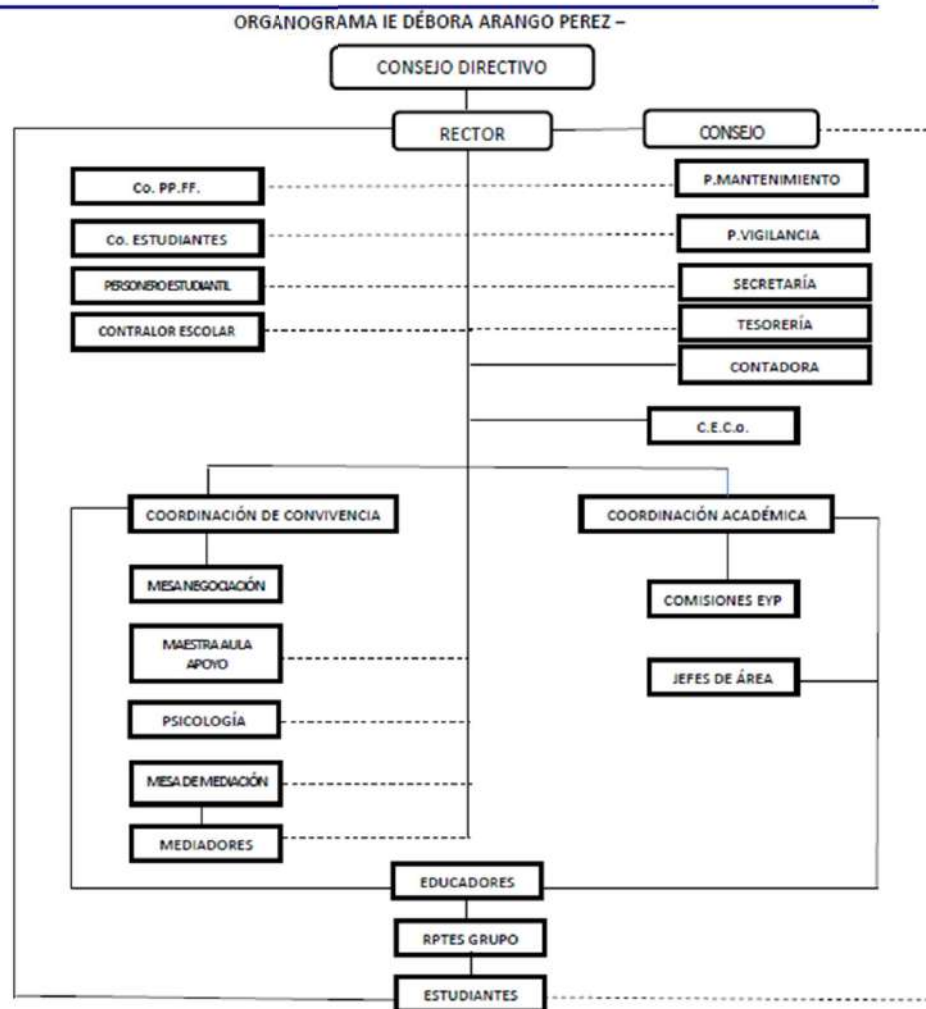 ORGANOGRAMA IE DÉBORA ARANGO PEREZ –
CONSEJO DIRECTIVO
RECTOR
CONSEJO
Co. PP.FF.
P.MANTENIMIENTO
Co. ESTUDIANTES
P.VIGILANCIA
PERSONERO ESTUDIANTIL
SECRETARÍA
CONTRALOR ESCOLAR
TESORERÍA
CONTADORA
C.E.C.o.
COORDINACIÓN DE CONVIVENCIA
COORDINACIÓN ACADÉMICA
MESA NEGOCIACIÓN
COMISIONES EYP
MAESTRA AULA
APOYO
JEFES DE ÁREA
PSICOLOGÍA
MESA DE MEDIACIÓN
MEDIADORES
EDUCADORES
RPTES GRUPO
ESTUDIANTES